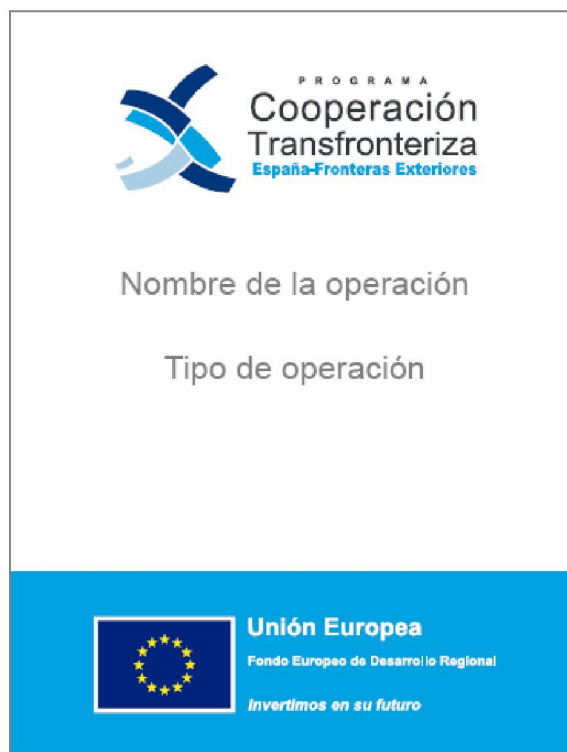 PROGRAMA
Cooperación
Transfronteriza
España-Fronteras Exteriores
Nombre de la operación
Tipo de operación
Unión Europea
Fondo Europeo de Desarrollo Regional
Invertimos en su futuro